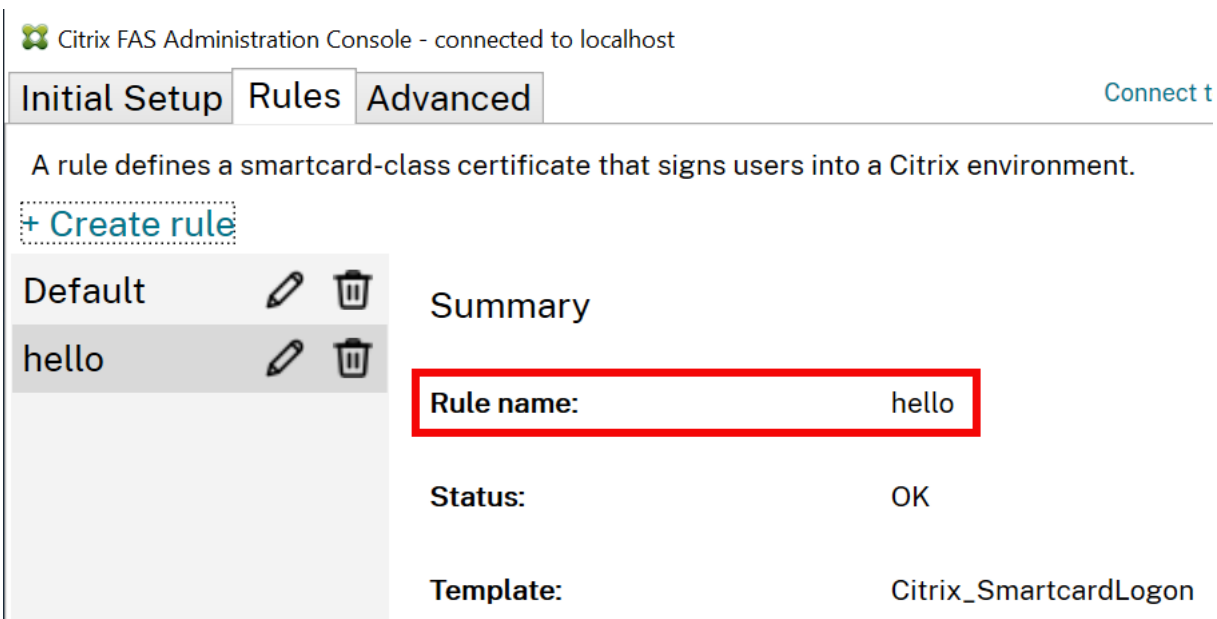 Citrix FAS Administration Console - connected to localhost
Initial Setup Rules Advanced Connect t
A rule defines a smartcard-class certificate that signs users into a Citrix environment.
+ Create rule
Default
hello
Summary
Rule name: hello
Status: OK
Template: Citrix_SmartcardLogon